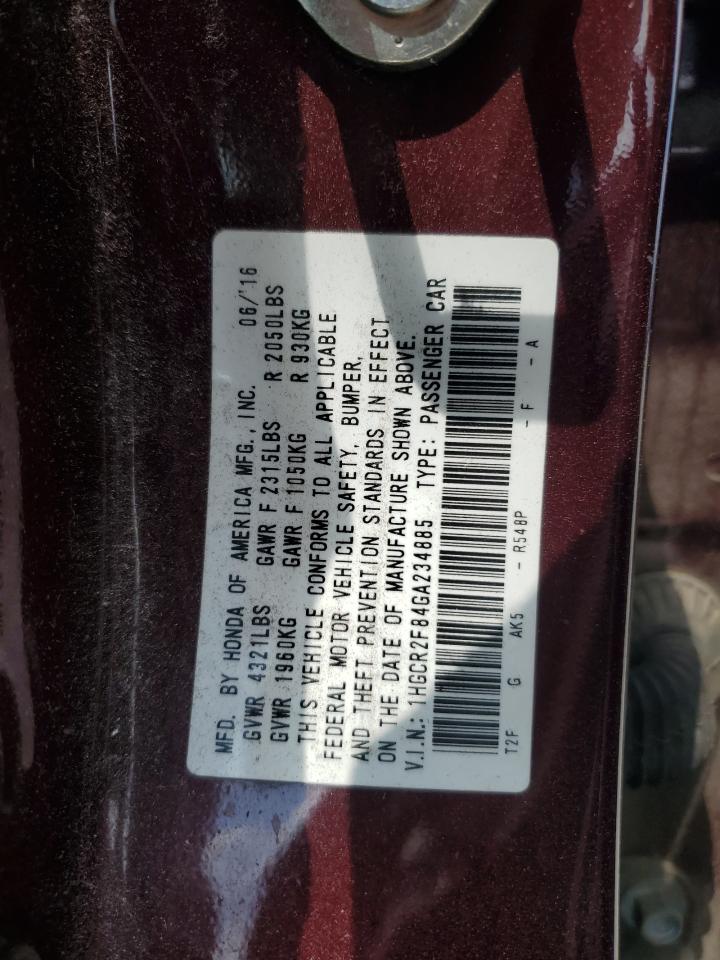 MFD. BY HONDA OF AMERICA MFG., INC. 06/'16
GVWR 4321LBS GAWR F 2315LBS R 2050LBS
GVWR 1960KG GAWR F 1050KG R 930KG
THIS VEHICLE CONFORMS TO ALL APPLICABLE
FEDERAL MOTOR VEHICLE SAFETY, BUMPER,
AND THEFT PREVENTION STANDARDS IN EFFECT
ON THE DATE OF MANUFACTURE SHOWN ABOVE.
V.I.N.: 1HGCR2F84GA234885 TYPE: PASSENGER CAR
T2F G AK5 - R548P - F - A